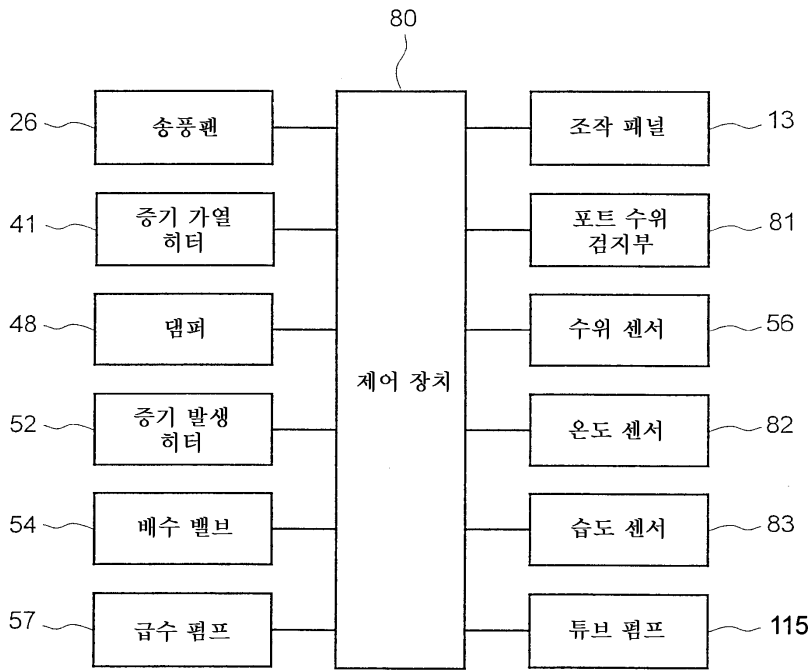 80
26
송풍팬
조작 패널
13
41
증기 가열
히터
포트 수위
검지부
81
48
댐퍼
수위 센서
56
제어 장치
52
증기 발생
히터
온도 센서
82
54
배수 밸브
습도 센서
83
57
급수 펌프
튜브 펌프
115